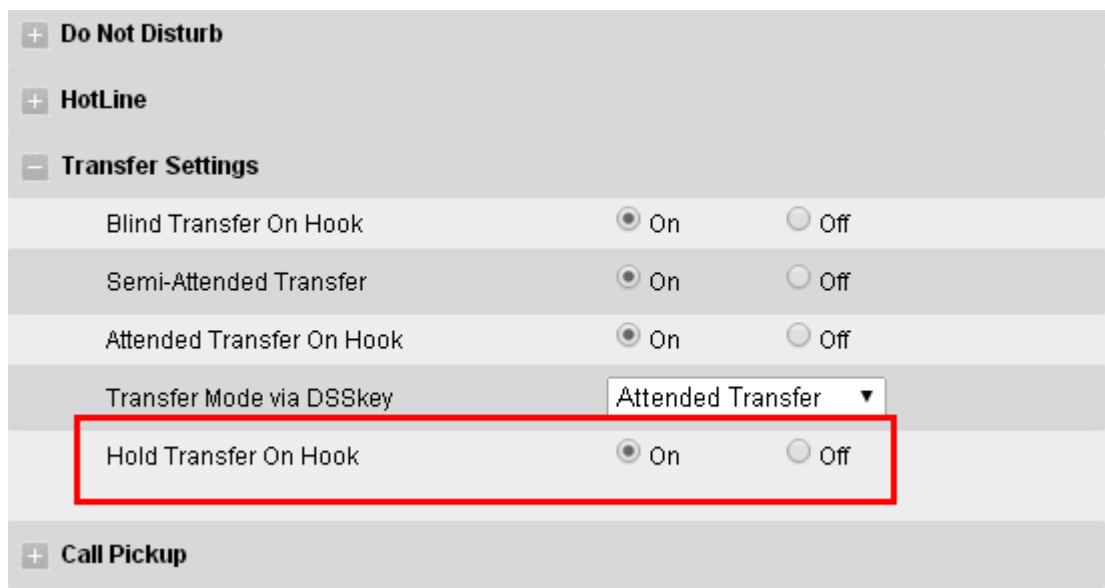 Do Not Disturb
HotLine
Transfer Settings
Blind Transfer On Hook On Off
Semi-Attended Transfer On Off
Attended Transfer On Hook On Off
Transfer Mode via DSSkey Attended Transfer
Hold Transfer On Hook On Off
Call Pickup